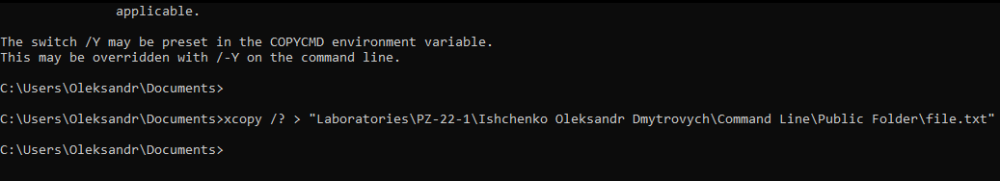 applicable.
The switch /Y may be preset in the COPYCMD environment variable.
This may be overridden with /-Y on the command line.
C:\Users\Oleksandr\Documents>
C:\Users\Oleksandr\Documents>xcopy /? > "Laboratories\PZ-22-1\Ishchenko Oleksandr Dmytrovych\Command Line\Public Folder\file.txt"
C:\Users\Oleksandr\Documents>